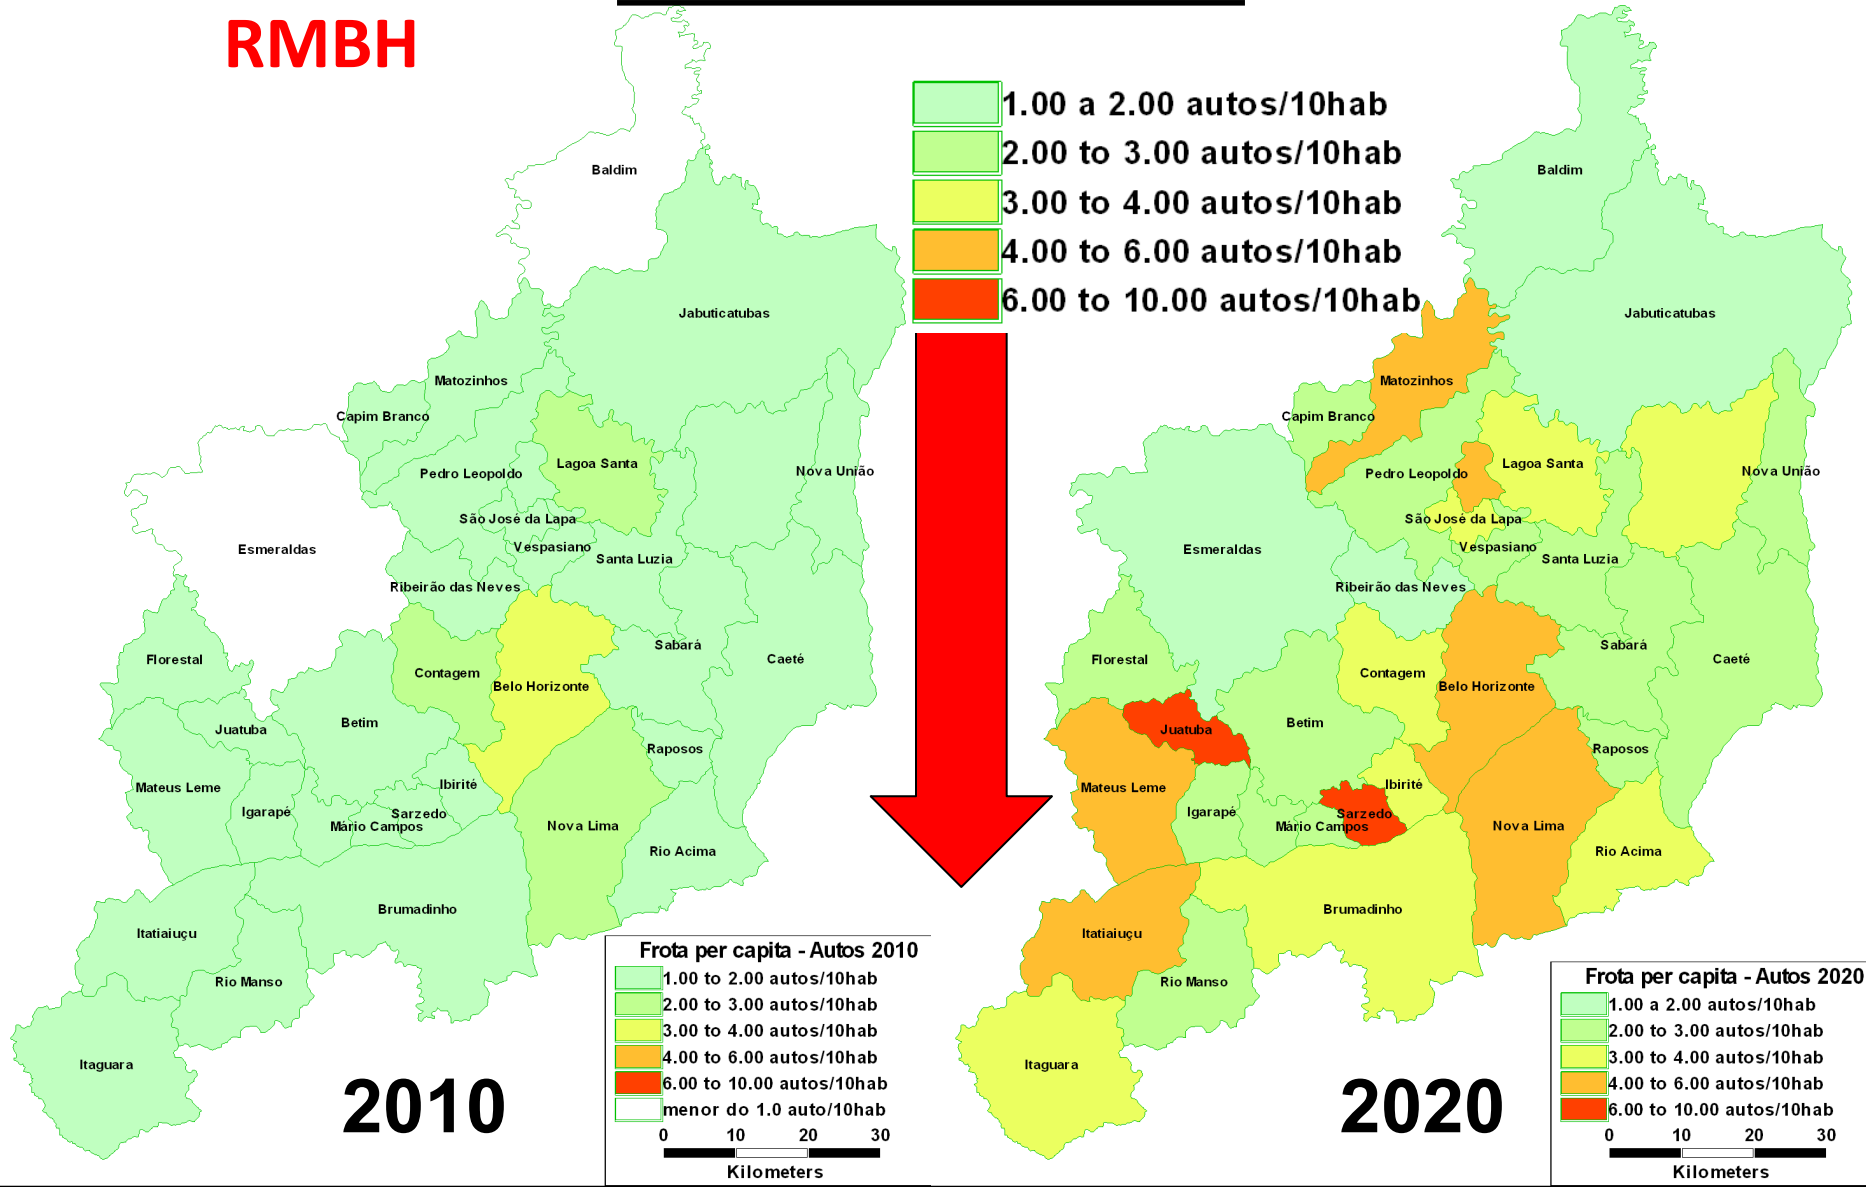 RMBH
1.00 a 2.00 autos/10hab
2.00 to 3.00 autos/10hab
3.00 to 4.00 autos/10hab
4.00 to 6.00 autos/10hab
6.00 to 10.00 autos/10hab
Baldim
Jabuticatubas
Matozinhos
Capim Branco
Lagoa Santa
Pedro Leopoldo
Nova União
São José da Lapa
Vespasiano
Esmeraldas
Santa Luzia
Ribeirão das Neves
Sabará
Florestal
Caeté
Contagem
Belo Horizonte
Betim
Juatuba
Raposos
Mateus Leme
Ibirité
Igarapé
Sarzedo
Mário Campos
Nova Lima
Rio Acima
Brumadinho
Itatiaiuçu
Rio Manso
Itaguara
2010
Frota per capita - Autos 2010
1.00 to 2.00 autos/10hab
2.00 to 3.00 autos/10hab
3.00 to 4.00 autos/10hab
4.00 to 6.00 autos/10hab
6.00 to 10.00 autos/10hab
menor do 1.0 auto/10hab
0 10 20 30
Kilometers
Baldim
Jabuticatubas
Matozinhos
Capim Branco
Lagoa Santa
Pedro Leopoldo
Nova União
São José da Lapa
Vespasiano
Esmeraldas
Santa Luzia
Ribeirão das Neves
Sabará
Florestal
Caeté
Contagem
Belo Horizonte
Betim
Juatuba
Raposos
Mateus Leme
Ibirité
Igarapé
Sarzedo
Mário Campos
Nova Lima
Rio Acima
Brumadinho
Itatiaiuçu
Rio Manso
Itaguara
2020
Frota per capita - Autos 2020
1.00 a 2.00 autos/10hab
2.00 to 3.00 autos/10hab
3.00 to 4.00 autos/10hab
4.00 to 6.00 autos/10hab
6.00 to 10.00 autos/10hab
0 10 20 30
Kilometers